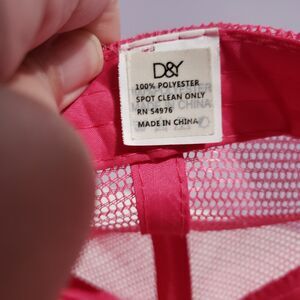 D&Y
100% POLYESTER
SPOT CLEAN ONLY
RN 54976
MADE IN CHINA